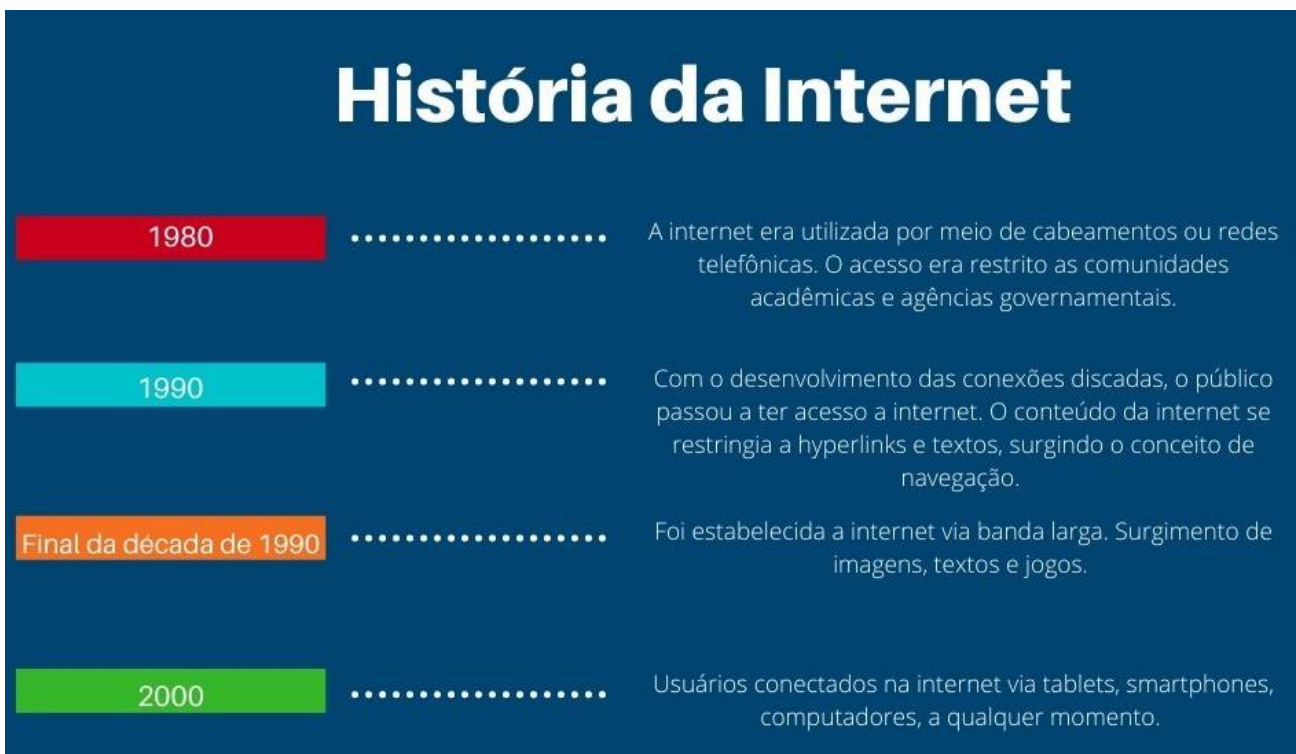 História da Internet
1980
A internet era utilizada por meio de cabeamentos ou redes
telefônicas. O acesso era restrito as comunidades
acadêmicas e agências governamentais.
1990
Com o desenvolvimento das conexões discadas, o público
passou a ter acesso a internet. O conteúdo da internet se
restringia a hyperlinks e textos, surgindo o conceito de
navegação.
Final da década de 1990
Foi estabelecida a internet via banda larga. Surgimento de
imagens, textos e jogos.
2000
Usuários conectados na internet via tablets, smartphones,
computadores, a qualquer momento.